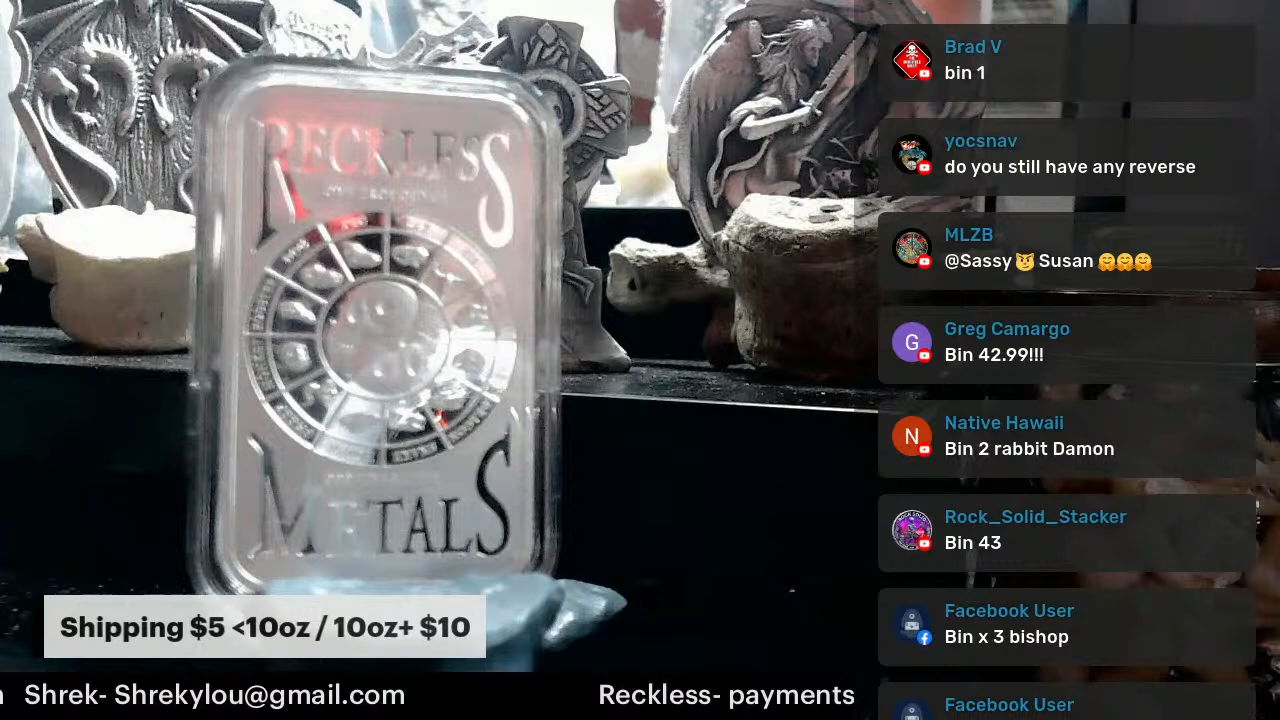 RECKLESS
METALS
Shipping $5 <10oz / 10oz+ $10
Shrek- Shrekylou@gmail.com
Reckless- payments
Brad V
bin 1
yocsnav
do you still have any reverse
MLZB
@Sassy😼 Susan 🤗🤗🤗
Greg Camargo
Bin 42.99!!!
Native Hawaii
Bin 2 rabbit Damon
Rock_Solid_Stacker
Bin 43
Facebook User
Bin x 3 bishop
Facebook User